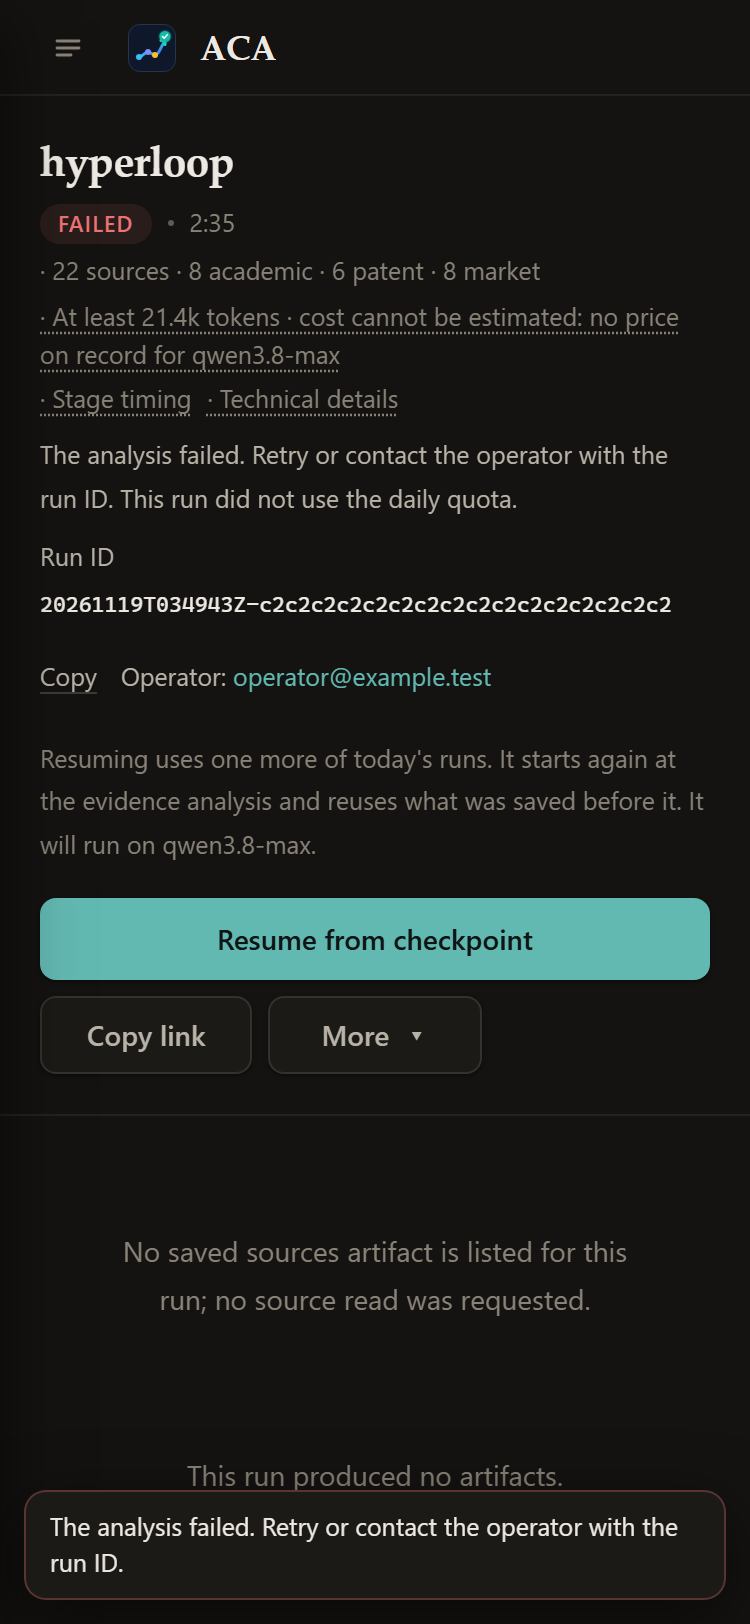 ACA
hyperloop
FAILED • 2:35
· 22 sources · 8 academic · 6 patent · 8 market
· At least 21.4k tokens · cost cannot be estimated: no price
on record for qwen3.8-max
· Stage timing · Technical details
The analysis failed. Retry or contact the operator with the
run ID. This run did not use the daily quota.
Run ID
20261119T034943Z-c2c2c2c2c2c2c2c2c2c2c2c2c2c2c2c2
Copy Operator: operator@example.test
Resuming uses one more of today's runs. It starts again at
the evidence analysis and reuses what was saved before it. It
will run on qwen3.8-max.
Resume from checkpoint
Copy link More ▼
No saved sources artifact is listed for this
run; no source read was requested.
This run produced no artifacts.
The analysis failed. Retry or contact the operator with the
run ID.